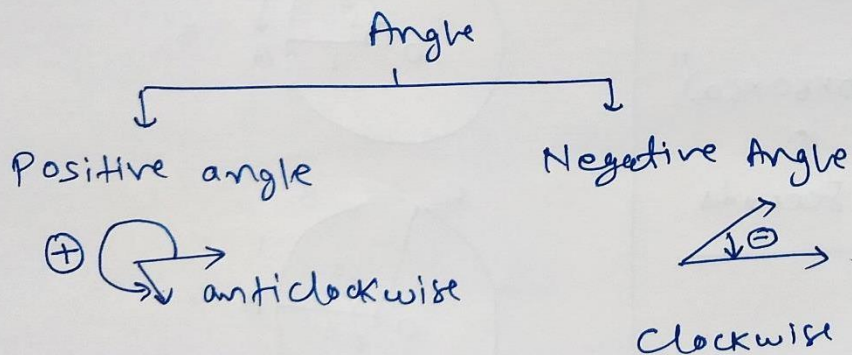 Angle
Positive angle
Negative Angle
⊕
anticlockwise
⊖
Clockwise